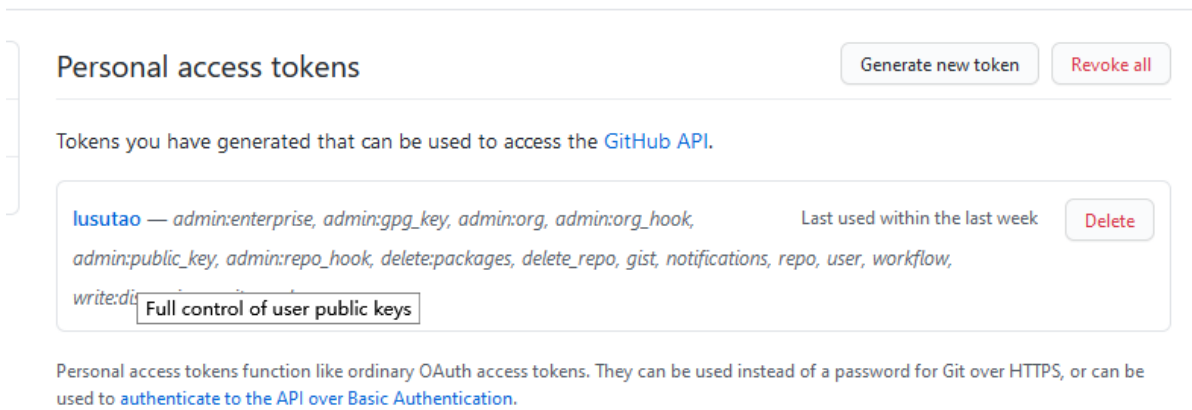 Personal access tokens
Generate new token
Revoke all
Tokens you have generated that can be used to access the GitHub API.
lusutao — admin:enterprise, admin:gpg_key, admin:org, admin:org_hook,
Last used within the last week
Delete
admin:public_key, admin:repo_hook, delete:packages, delete_repo, gist, notifications, repo, user, workflow,
Full control of user public keys
Personal access tokens function like ordinary OAuth access tokens. They can be used instead of a password for Git over HTTPS, or can be
used to authenticate to the API over Basic Authentication.